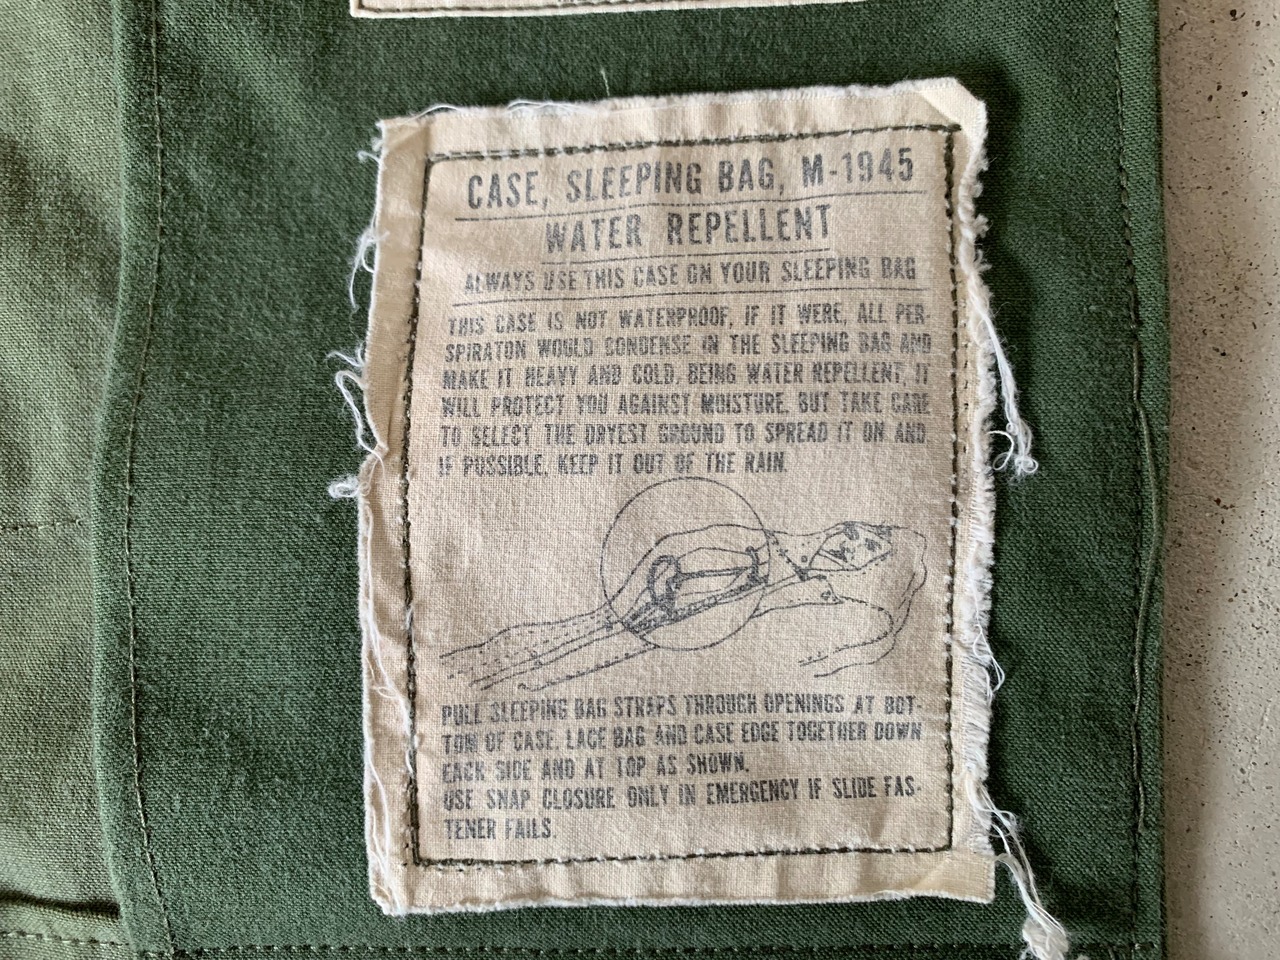 CASE, SLEEPING BAG, M-1945
WATER REPELLENT
ALWAYS USE THIS CASE ON YOUR SLEEPING BAG
THIS CASE IS NOT WATERPROOF, IF IT WERE, ALL PER-
SPIRATON WOULD CONDENSE IN THE SLEEPING BAG AND
MAKE IT HEAVY AND COLD. BEING WATER REPELLENT, IT
WILL PROTECT YOU AGAINST MOISTURE. BUT TAKE CARE
TO SELECT THE DRYEST GROUND TO SPREAD IT ON AND,
IF POSSIBLE, KEEP IT OUT OF THE RAIN.
PULL SLEEPING BAG STRAPS THROUGH OPENINGS AT BOT-
TOM OF CASE. LACE BAG AND CASE EDGE TOGETHER DOWN
EACK SIDE AND AT TOP AS SHOWN.
USE SNAP CLOSURE ONLY IN EMERGENCY IF SLIDE FAS-
TENER FAILS.